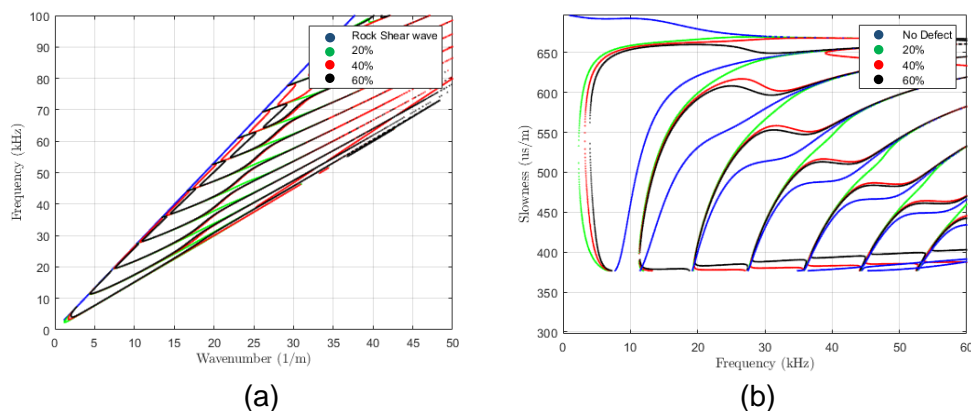 100
90
80
70
60
50
40
30
20
10
0
Frequency (kHz)
0 5 10 15 20 25 30 35 40 45 50
Wavenumber (1/m)
Rock Shear wave
20%
40%
60%
(a)
650
600
550
500
450
400
350
300
Slowness (us/m)
0 10 20 30 40 50 60
Frequency (kHz)
No Defect
20%
40%
60%
(b)